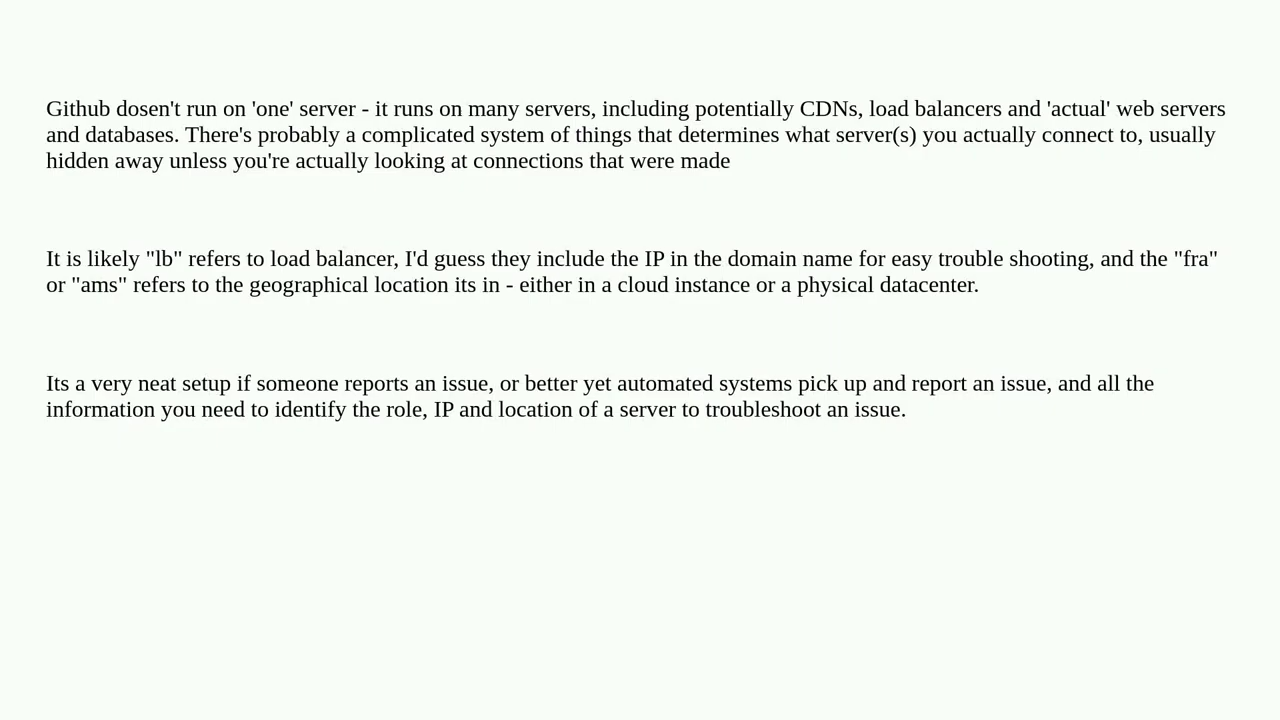 Github dosen't run on 'one' server - it runs on many servers, including potentially CDNs, load balancers and 'actual' web servers
and databases. There's probably a complicated system of things that determines what server(s) you actually connect to, usually
hidden away unless you're actually looking at connections that were made
It is likely "lb" refers to load balancer, I'd guess they include the IP in the domain name for easy trouble shooting, and the "fra"
or "ams" refers to the geographical location its in - either in a cloud instance or a physical datacenter.
Its a very neat setup if someone reports an issue, or better yet automated systems pick up and report an issue, and all the
information you need to identify the role, IP and location of a server to troubleshoot an issue.